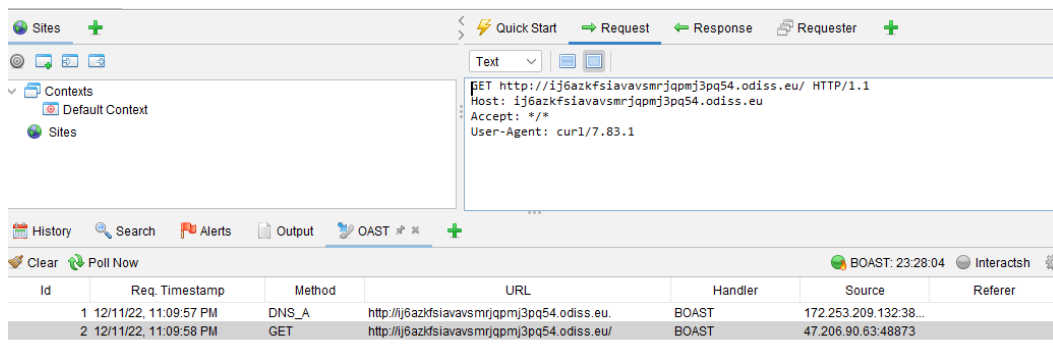 Sites
Quick Start Request Response Requester
Text
Contexts
Default Context
Sites
GET http://ij6azkfsiavavsmrjqpmj3pq54.odiss.eu/ HTTP/1.1
Host: ij6azkfsiavavsmrjqpmj3pq54.odiss.eu
Accept: */*
User-Agent: curl/7.83.1
History Search Alerts Output OAST
Clear Poll Now BOAST: 23:28:04 Interactsh
Id Req. Timestamp Method URL Handler Source Referer
1 12/11/22, 11:09:57 PM DNS_A http://ij6azkfsiavavsmrjqpmj3pq54.odiss.eu. BOAST 172.253.209.132:38...
2 12/11/22, 11:09:58 PM GET http://ij6azkfsiavavsmrjqpmj3pq54.odiss.eu/ BOAST 47.206.90.63:48873